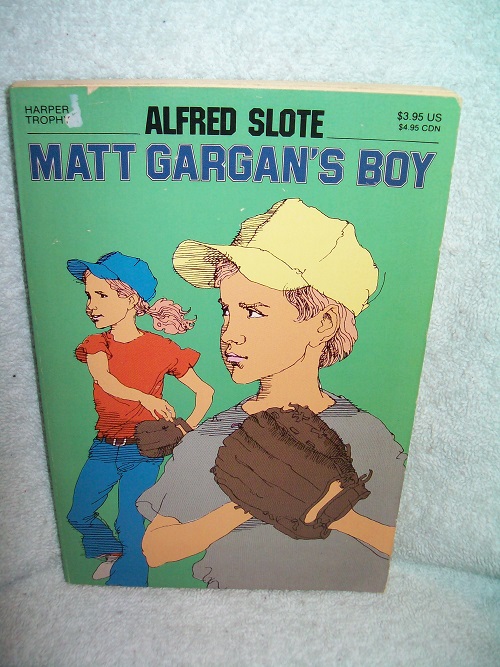 HARPER
TROPHY
ALFRED SLOTE
$3.95 US
$4.95 CDN
MATT GARGAN'S BOY